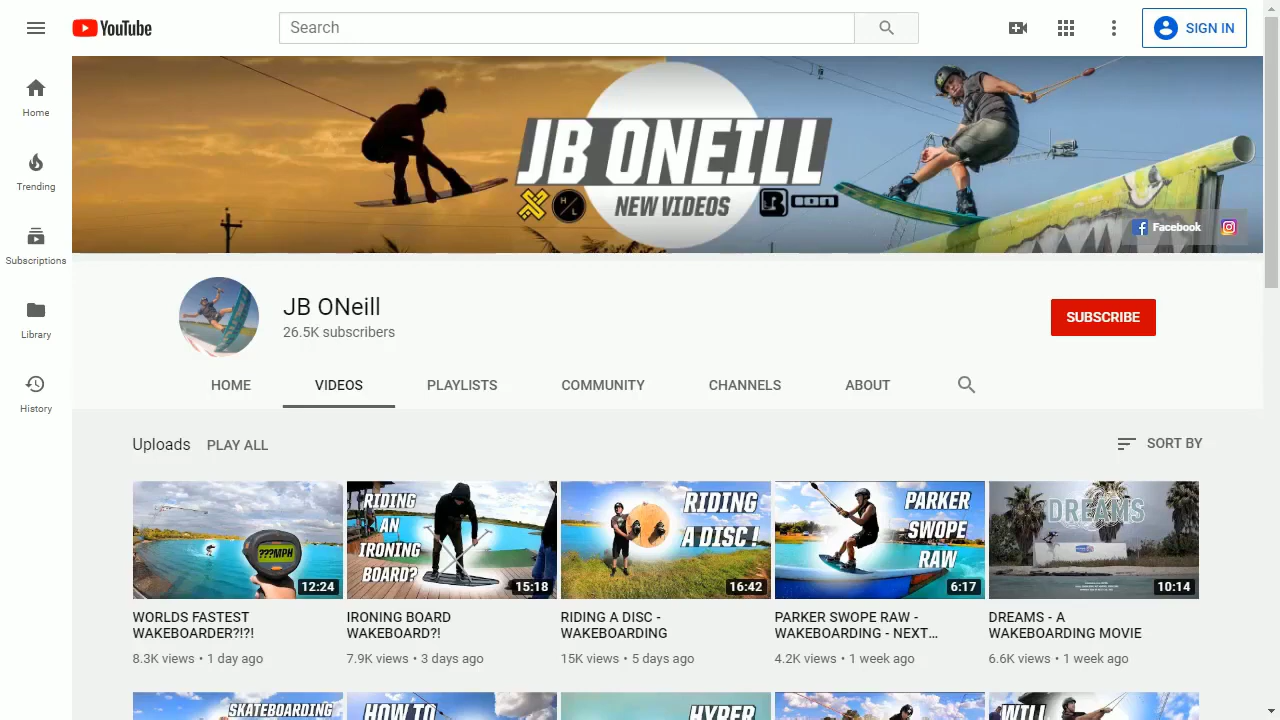 YouTube
Search
SIGN IN
Home
Trending
Subscriptions
Library
History
JB ONEILL
H/L
NEW VIDEOS
RON
Facebook
JB ONeill
26.5K subscribers
SUBSCRIBE
HOME VIDEOS PLAYLISTS COMMUNITY CHANNELS ABOUT
Uploads PLAY ALL
SORT BY
???MPH
12:24
WORLDS FASTEST
WAKEBOARDER?!?!
8.3K views • 1 day ago
RIDING
AN
IRONING
BOARD?
15:18
IRONING BOARD
WAKEBOARD?!
7.9K views • 3 days ago
RIDING
A DISC!
16:42
RIDING A DISC -
WAKEBOARDING
15K views • 5 days ago
PARKER
SWOPE
RAW
6:17
PARKER SWOPE RAW -
WAKEBOARDING - NEXT...
4.2K views • 1 week ago
DREAMS
10:14
DREAMS - A
WAKEBOARDING MOVIE
6.6K views • 1 week ago
SKATEBOARDING
HOW TO
HYPER
WILL